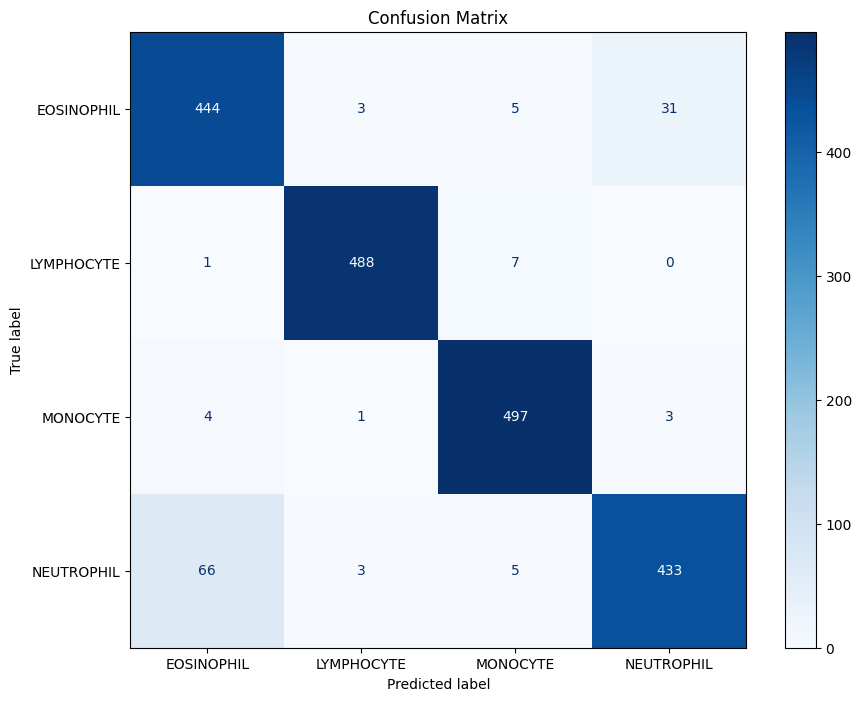 Confusion Matrix
EOSINOPHIL 444 3 5 31
LYMPHOCYTE 1 488 7 0
MONOCYTE 4 1 497 3
NEUTROPHIL 66 3 5 433
EOSINOPHIL LYMPHOCYTE MONOCYTE NEUTROPHIL
Predicted label
True label
400
300
200
100
0